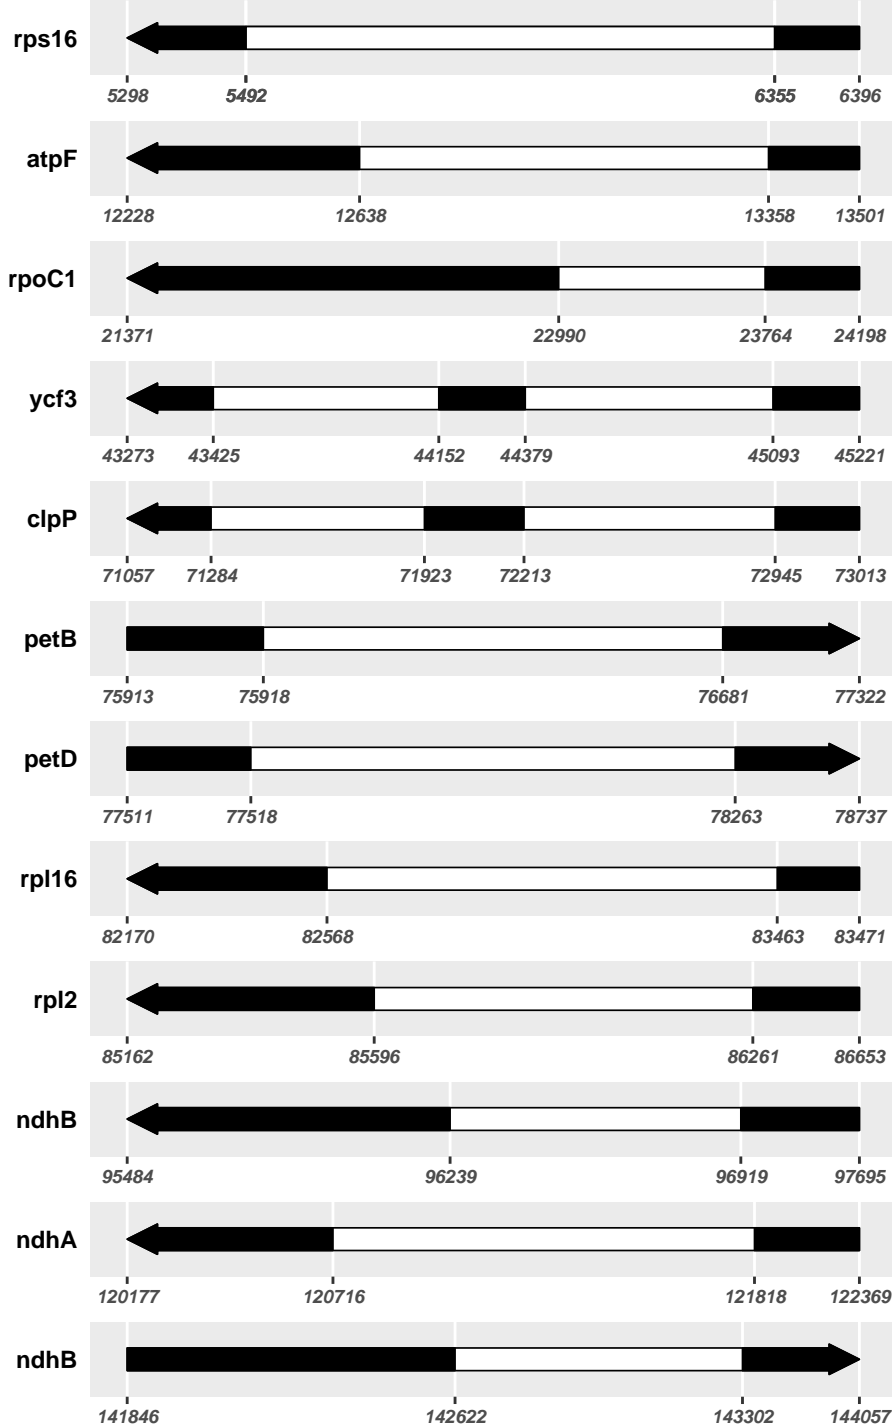 rps16
5298 5492 6355 6396
atpF
12228 12638 13358 13501
rpoC1
21371 22990 23764 24198
ycf3
43273 43425 44152 44379 45093 45221
clpP
71057 71284 71923 72213 72945 73013
petB
75913 75918 76681 77322
petD
77511 77518 78263 78737
rpl16
82170 82568 83463 83471
rpl2
85162 85596 86261 86653
ndhB
95484 96239 96919 97695
ndhA
120177 120716 121818 122369
ndhB
141846 142622 143302 144057